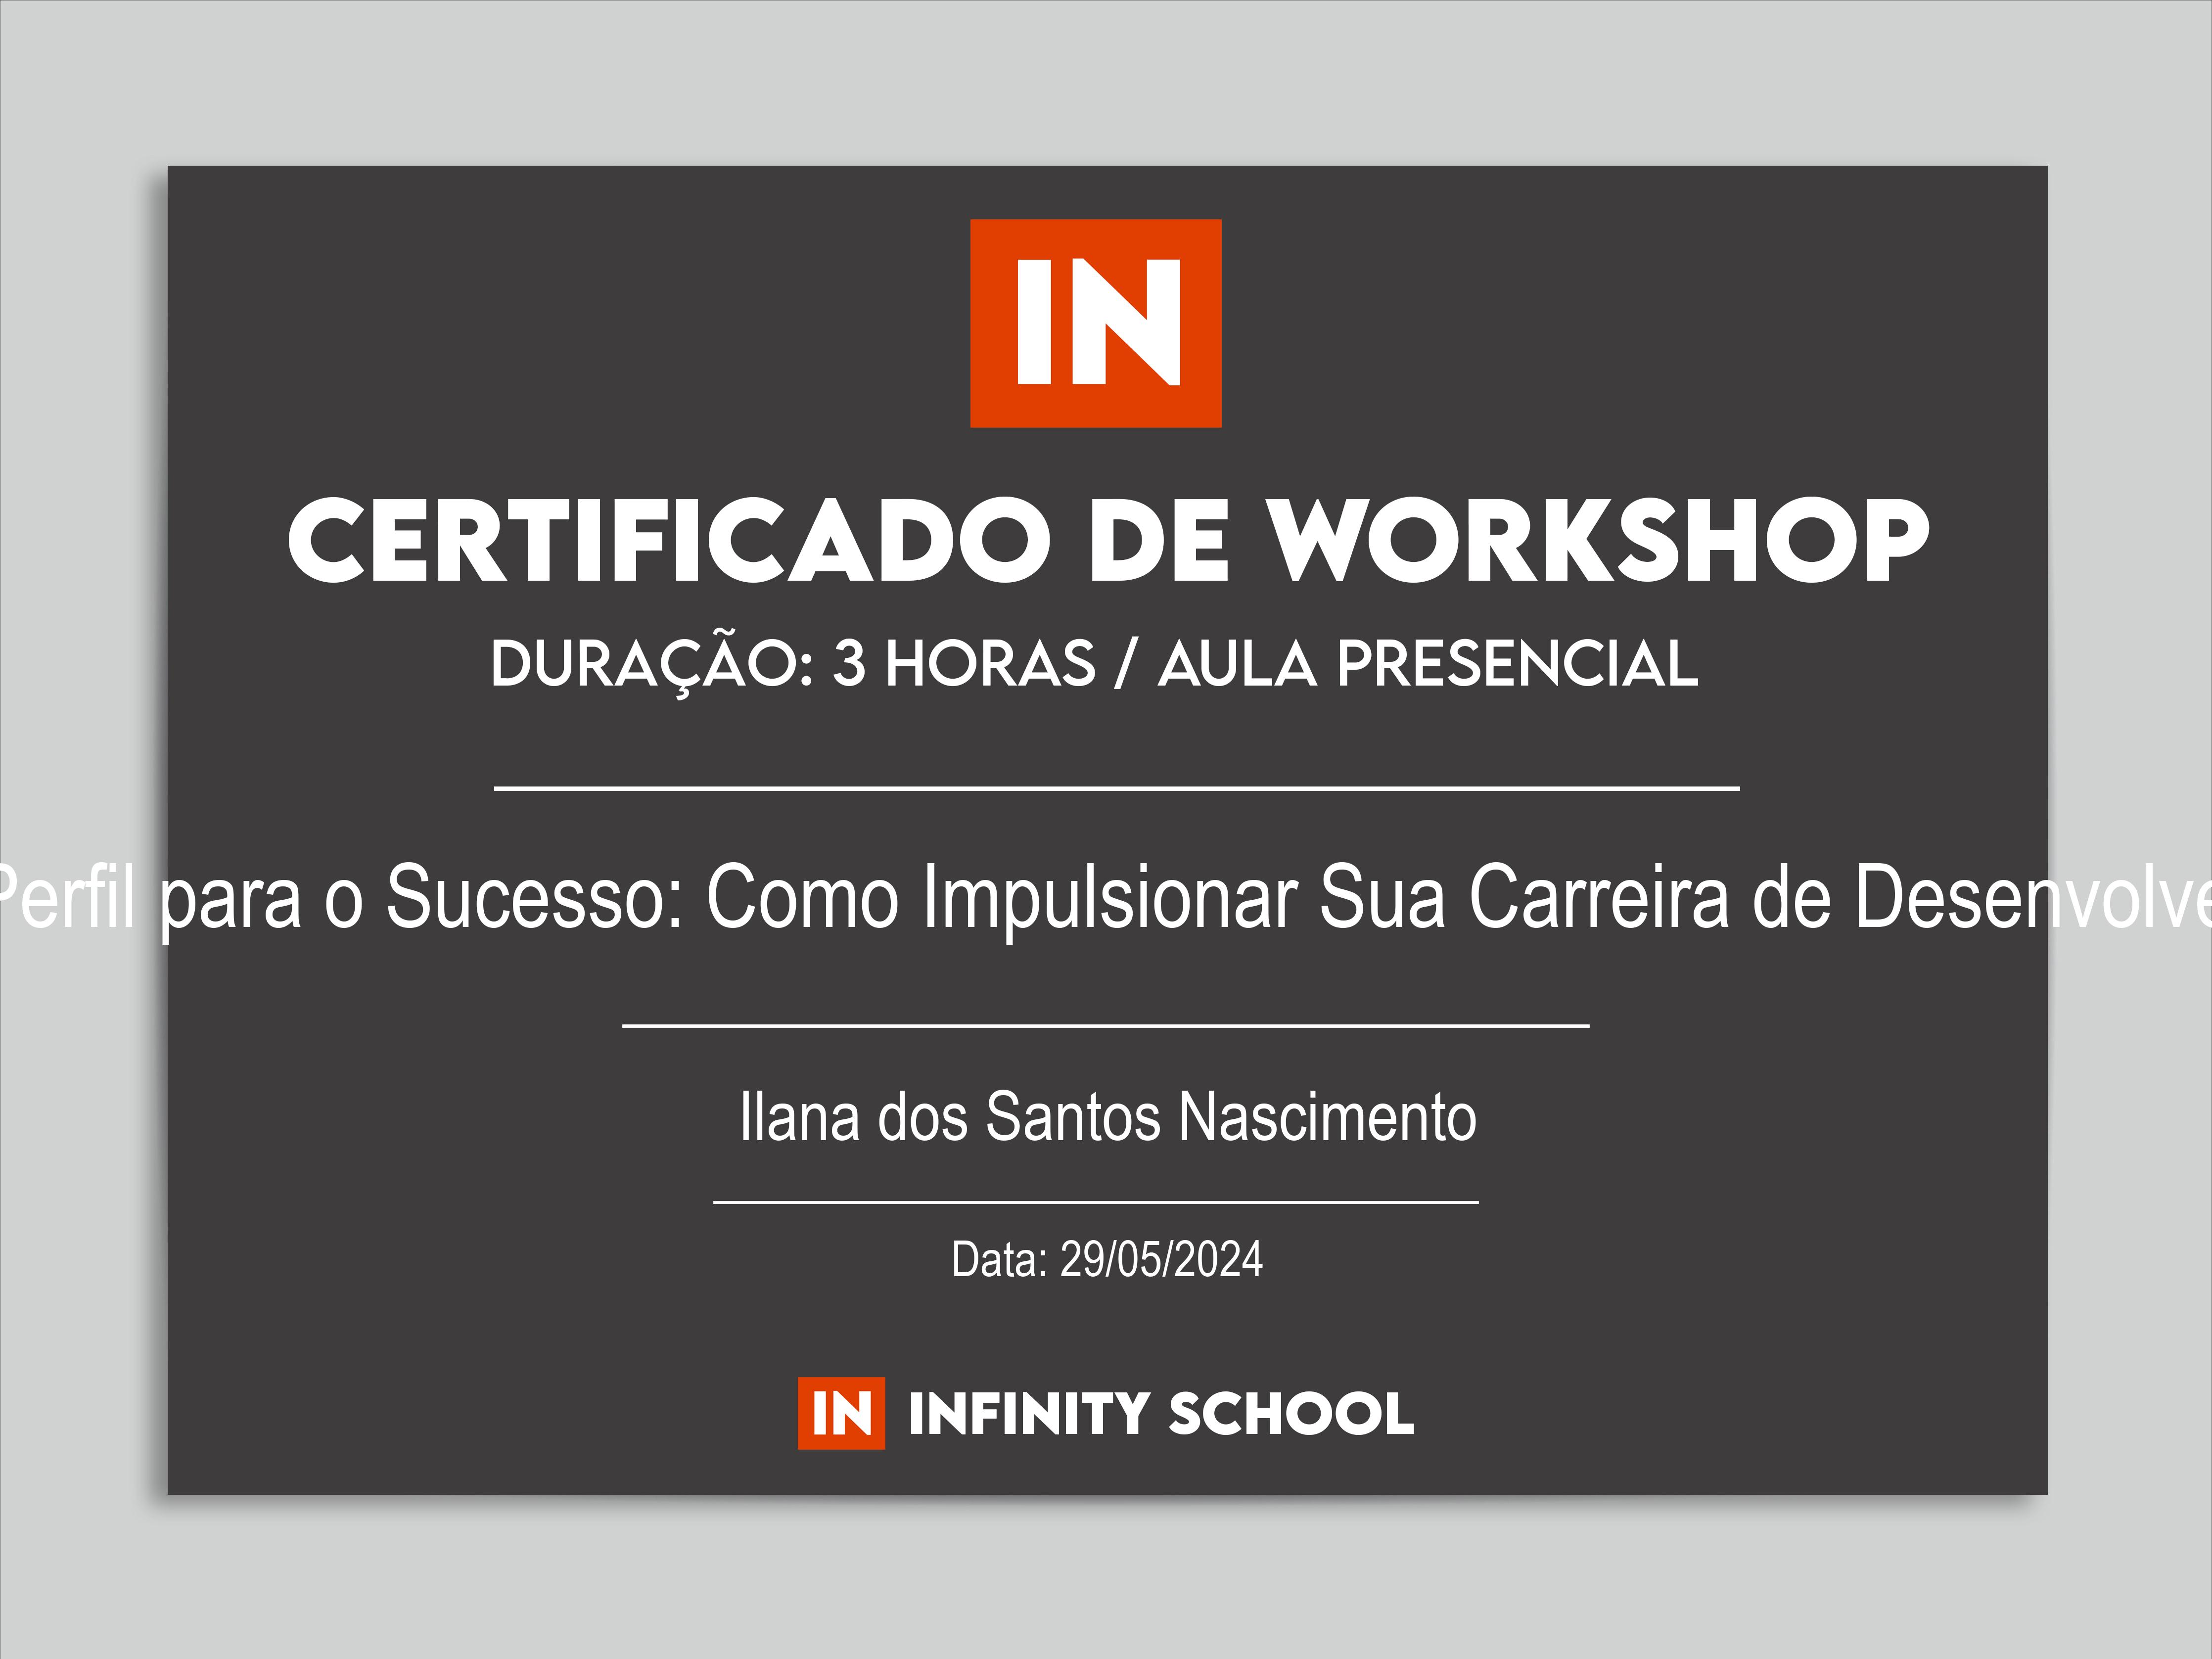 IN
CERTIFICADO DE WORKSHOP
DURAÇÃO: 3 HORAS / AULA PRESENCIAL
Perfil para o Sucesso: Como Impulsionar Sua Carreira de Desenvolve
Ilana dos Santos Nascimento
Data: 29/05/2024
IN INFINITY SCHOOL